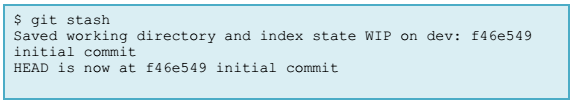 $ git stash
Saved working directory and index state WIP on dev: f46e549
initial commit
HEAD is now at f46e549 initial commit